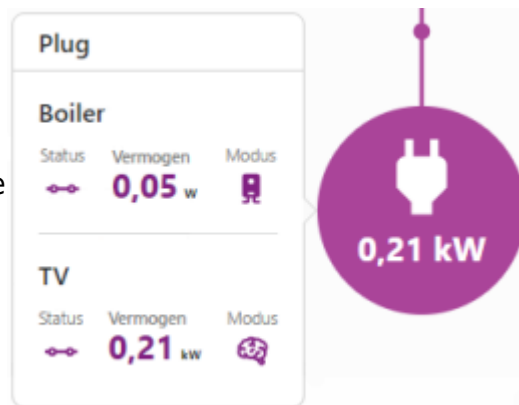 Plug
Boiler
Status Vermogen Modus
0,05 w
TV
Status Vermogen Modus
0,21 kw
e
0,21 kW